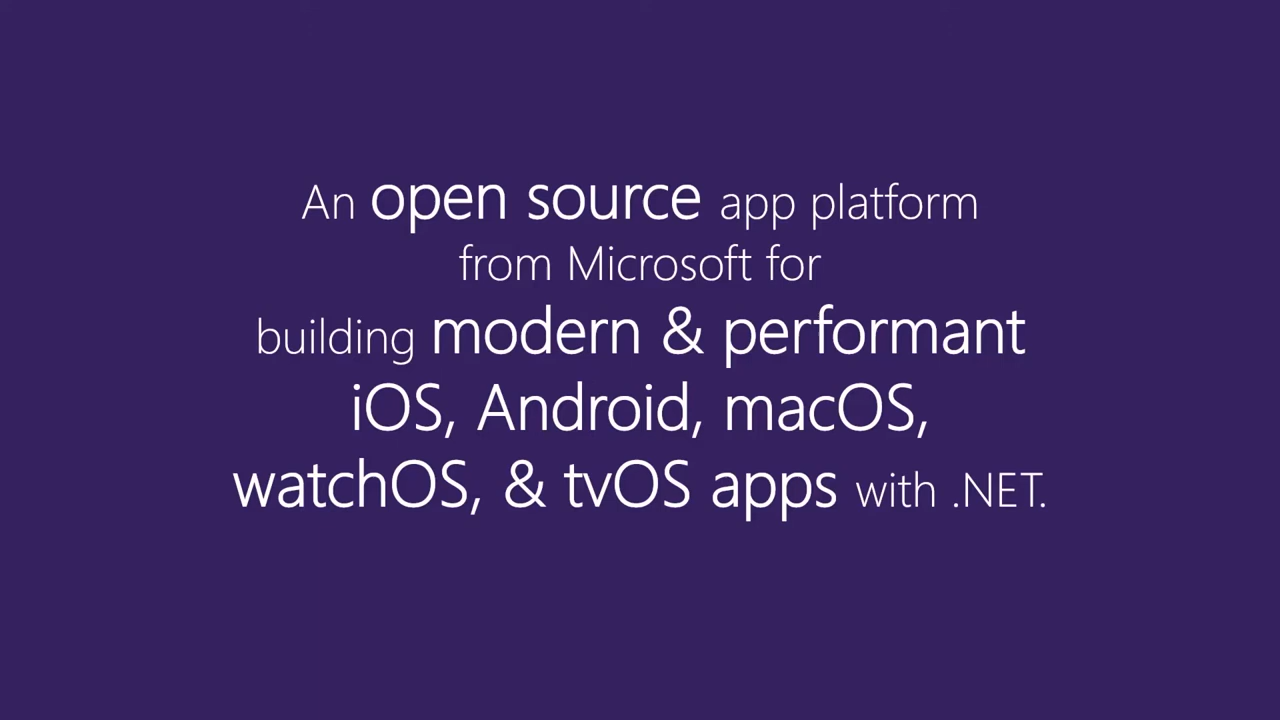 An open source app platform
from Microsoft for
building modern & performant
iOS, Android, macOS,
watchOS, & tvOS apps with .NET.